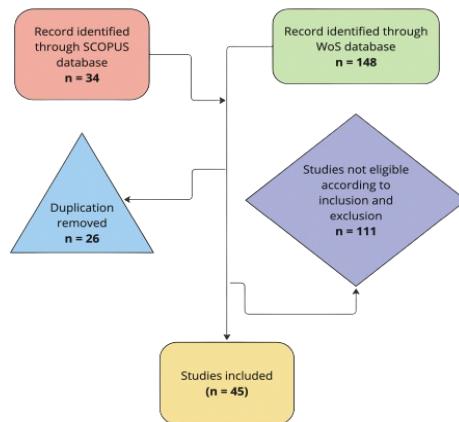 Record identified
through SCOPUS
database
n = 34
Record identified through
WoS database
n = 148
Duplication
removed
n = 26
Studies not eligible
according to
inclusion and
exclusion
n = 111
Studies included
(n = 45)